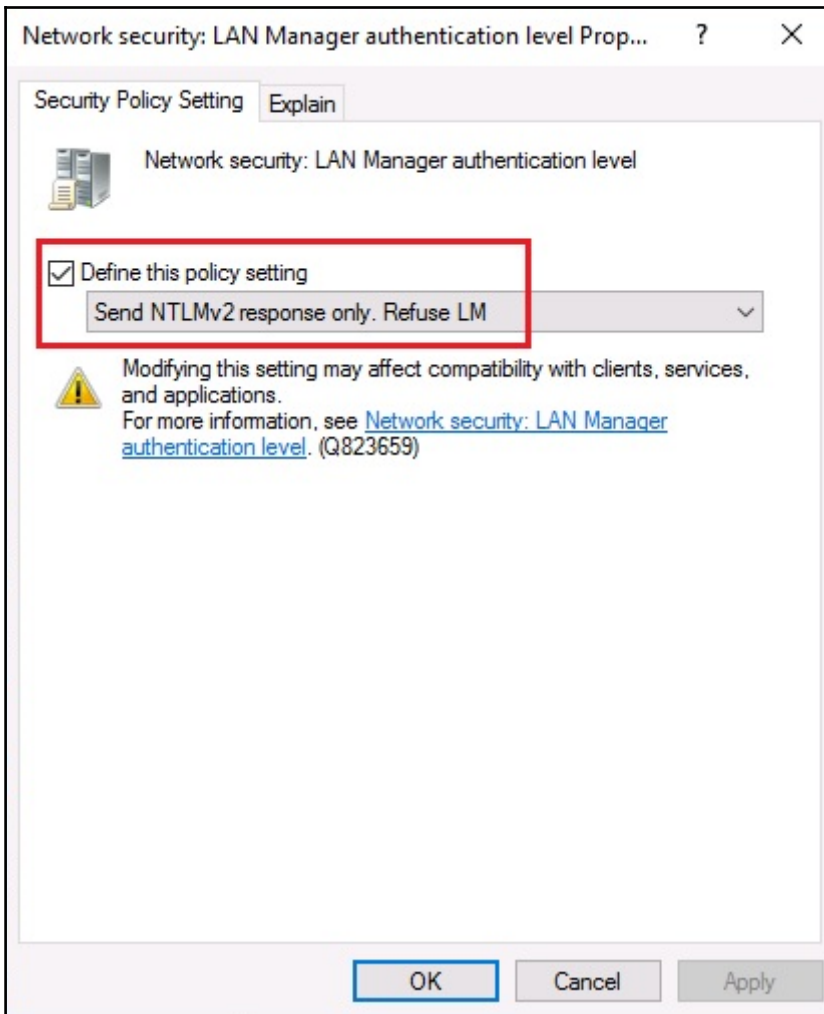 Network security: LAN Manager authentication level Prop...
Security Policy Setting
Explain
Network security: LAN Manager authentication level
Define this policy setting
Send NTLMv2 response only. Refuse LM
Modifying this setting may affect compatibility with clients, services,
and applications.
For more information, see Network security: LAN Manager
authentication level. (Q823659)
OK
Cancel
Apply